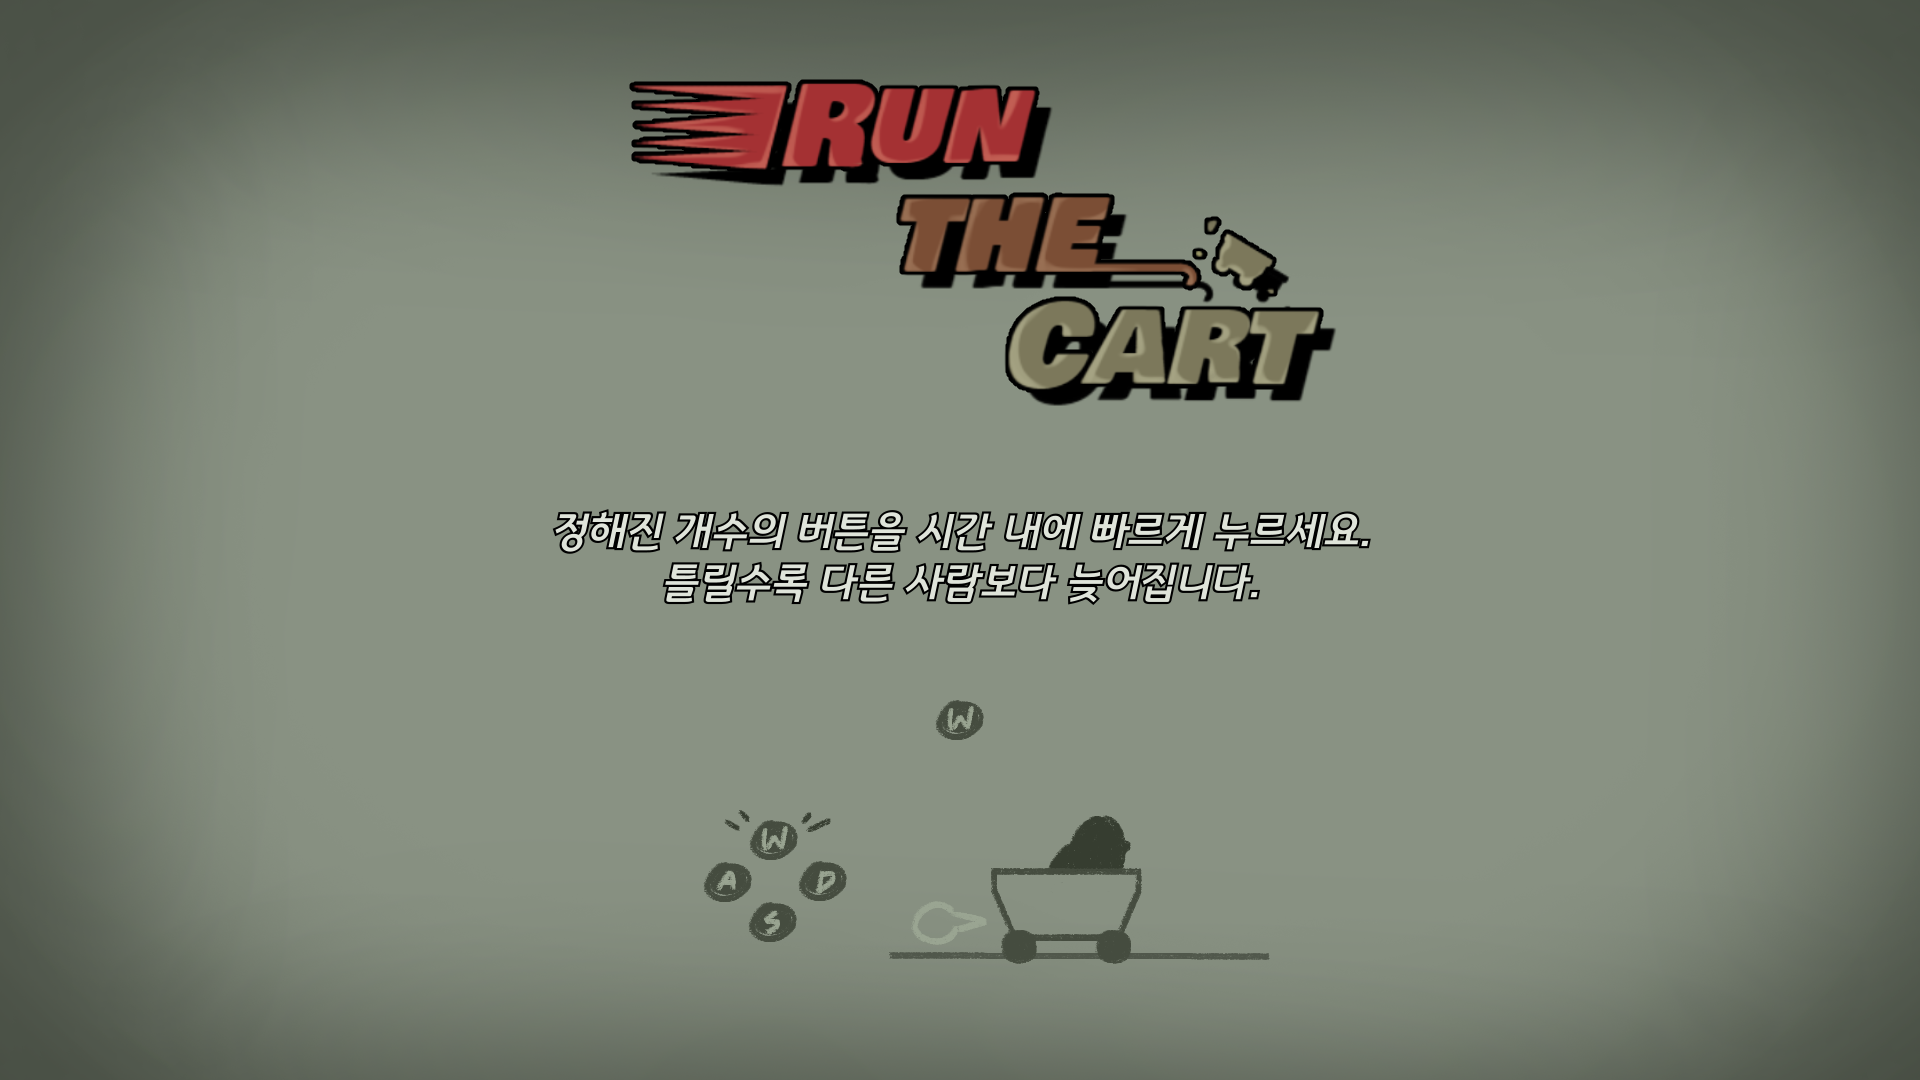 RUN
THE
CART
정해진 개수의 버튼을 시간 내에 빠르게 누르세요.
틀릴수록 다른 사람보다 늦어집니다.
W
W
A D
S